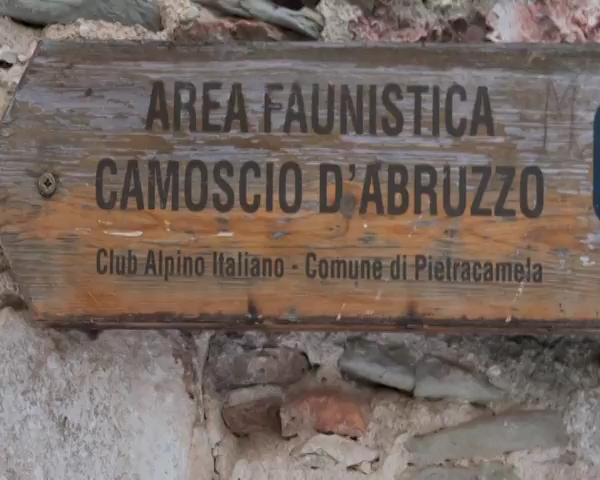 AREA FAUNISTICA
CAMOSCIO D'ABRUZZO
Club Alpino Italiano - Comune di Pietracamela